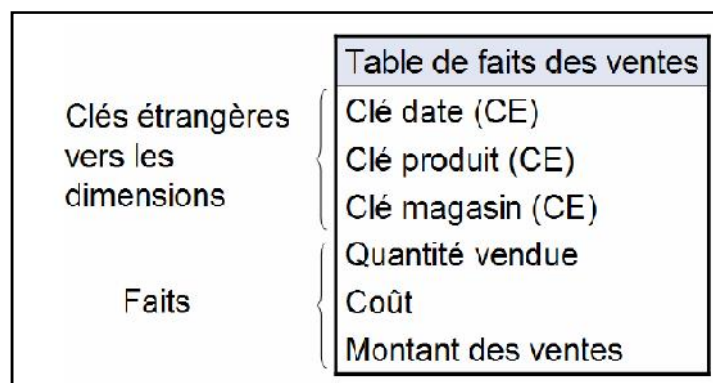 Table de faits des ventes
Clés étrangères
vers les
dimensions
Clé date (CE)
Clé produit (CE)
Clé magasin (CE)
Faits
Quantité vendue
Coût
Montant des ventes